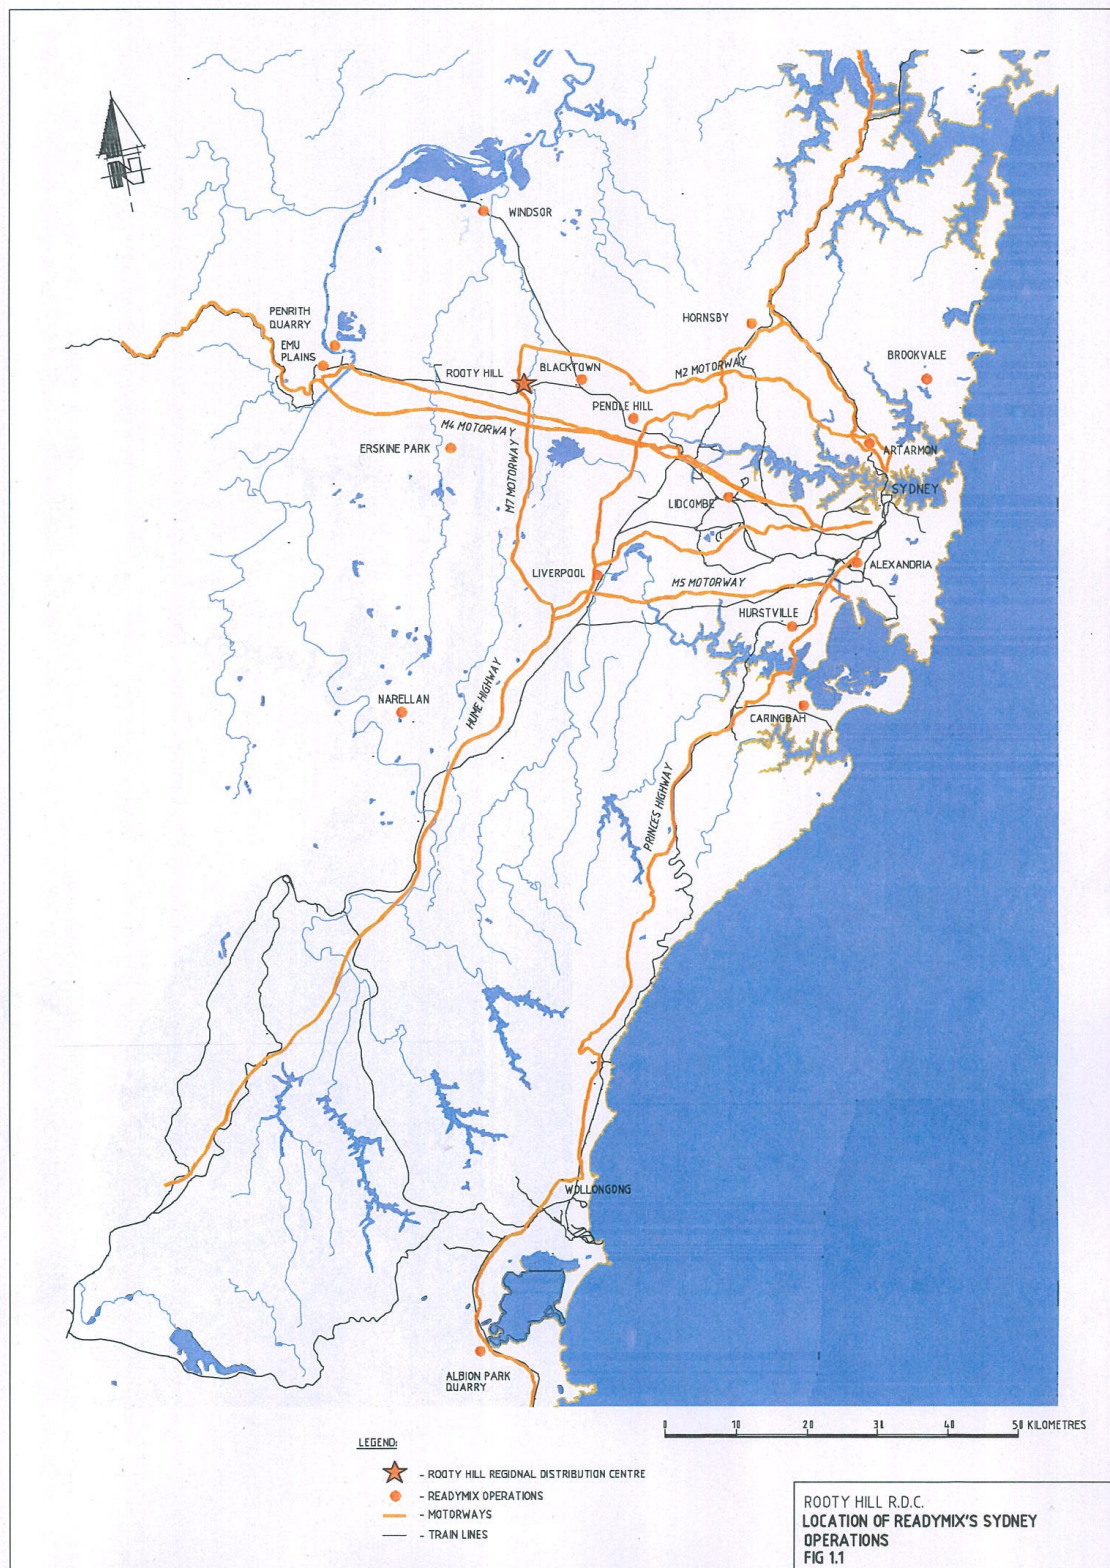 WINDSOR
PENRITH
QUARRY
EMU
PLAINS
HORNSBY
BROOKVALE
ROOTY HILL
BLACKTOWN
M2 MOTORWAY
PENDLE HILL
M4 MOTORWAY
ERSKINE PARK
ARTARMON
M7 MOTORWAY
SYDNEY
LIDCOMBE
LIVERPOOL
ALEXANDRIA
M5 MOTORWAY
HURSTVILLE
HUME HIGHWAY
NARELLAN
CARINGBAH
PRINCES HIGHWAY
WOLLONGONG
ALBION PARK
QUARRY
0 10 20 30 40 50 KILOMETRES
LEGEND:
- ROOTY HILL REGIONAL DISTRIBUTION CENTRE
- READYMIX OPERATIONS
- MOTORWAYS
- TRAIN LINES
ROOTY HILL R.D.C.
LOCATION OF READYMIX'S SYDNEY
OPERATIONS
FIG 1.1